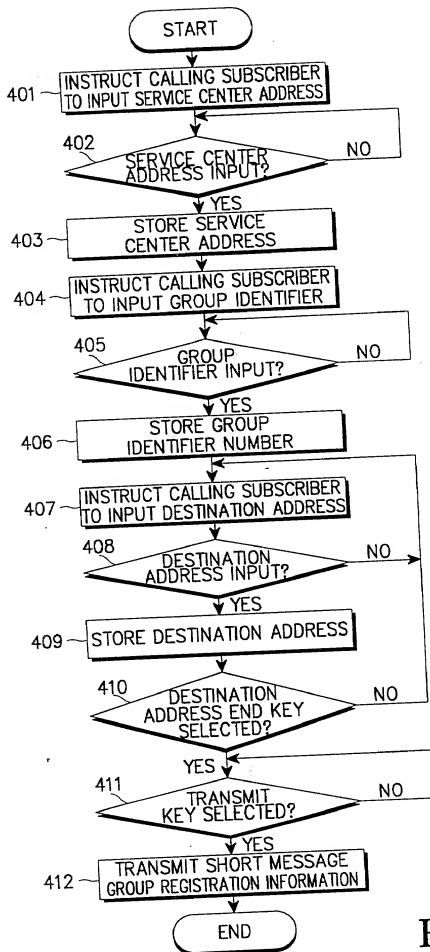 START
401
INSTRUCT CALLING SUBSCRIBER
TO INPUT SERVICE CENTER ADDRESS
402
SERVICE CENTER
ADDRESS INPUT?
NO
YES
403
STORE SERVICE
CENTER ADDRESS
404
INSTRUCT CALLING SUBSCRIBER
TO INPUT GROUP IDENTIFIER
405
GROUP
IDENTIFIER INPUT?
NO
YES
406
STORE GROUP
IDENTIFIER NUMBER
407
INSTRUCT CALLING SUBSCRIBER
TO INPUT DESTINATION ADDRESS
408
DESTINATION
ADDRESS INPUT?
NO
YES
409
STORE DESTINATION ADDRESS
410
DESTINATION
ADDRESS END KEY
SELECTED?
NO
YES
411
TRANSMIT
KEY SELECTED?
NO
YES
412
TRANSMIT SHORT MESSAGE
GROUP REGISTRATION INFORMATION
END